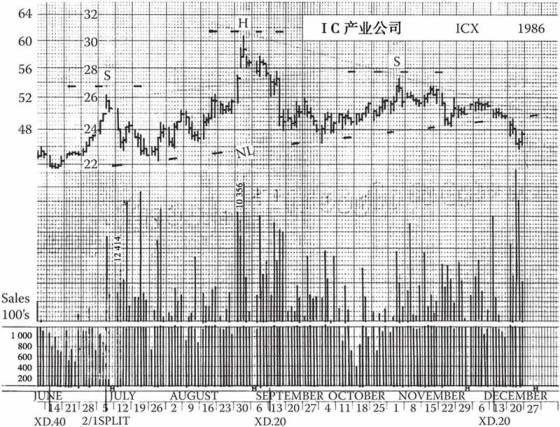 IC产业公司 ICX 1986
64
60
56
52
48
32
30
28
26
24
22
H
S
S
NL
12 414
10 356
Sales
100's
1 000
800
600
400
200
JUNE JULY AUGUST SEPTEMBER OCTOBER NOVEMBER DECEMBER
14 21 28 5 12 19 26 2 9 16 23 30 6 13 20 27 4 11 18 25 1 8 15 22 29 6 13 20 27
XD.40 2/1SPLIT XD.20 XD.20